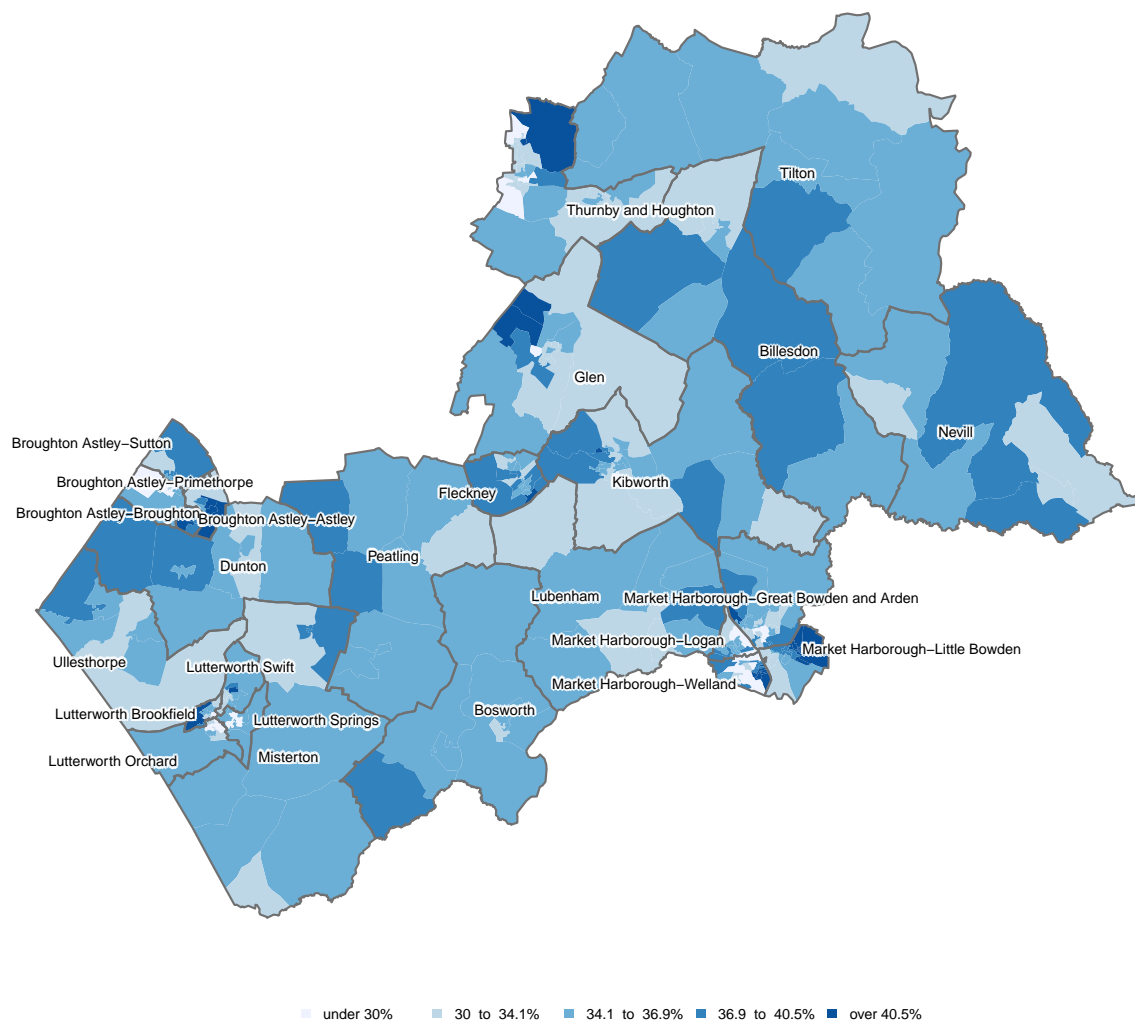 Tilton
Thurnby and Houghton
Billesdon
Glen
Nevill
Broughton Astley−Sutton
Broughton Astley−Primethorpe
Kibworth
Fleckney
Broughton Astley−Broughton
Broughton Astley−Astley
Peatling
Dunton
Lubenham
Market Harborough−Great Bowden and Arden
Market Harborough−Logan
Market Harborough−Little Bowden
Ullesthorpe
Lutterworth Swift
Market Harborough−Welland
Bosworth
Lutterworth Brookfield
Lutterworth Springs
Misterton
Lutterworth Orchard
under 30% 30 to 34.1% 34.1 to 36.9% 36.9 to 40.5% over 40.5%